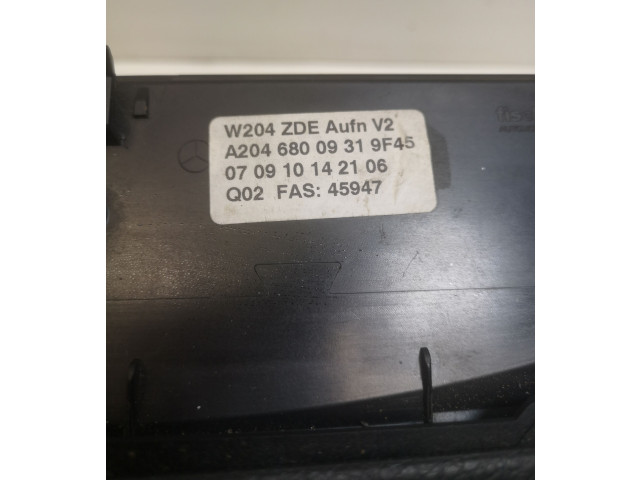 W204 ZDE Aufn V2
A204 680 09 31 9F45
07 09 10 14 21 06
Q02 FAS: 45947